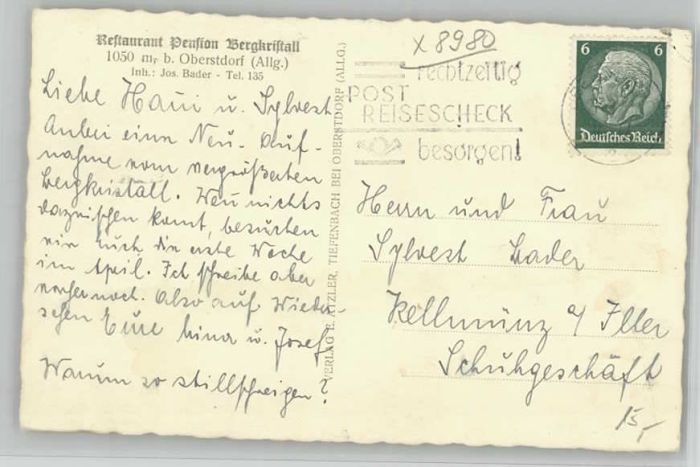 Restaurant Pension Bergkristall
1050 m, b. Oberstdorf (Allg.)
Inh.: Jos. Bader - Tel. 135
Liebe Hani u. Sylvest
Anbei eine Neu-Auf-
nahme vom vergrößerten
Bergkristall. Wenn nichts
dazwischen kommt, besuchen
wir Euch die erste Woche
im April. Ich schreibe aber
vorher noch. Also auf Wieder-
sehen Eure Mina u. Josef
Warum so stillschweigen?
VERLAG E. TZLER, TIEFENBACH BEI OBERSTDORF (ALLG.)
x 8980
rechtzeitig
POST
REISESCHECK
besorgen!
6 6
Deutsches Reich
Herrn und Frau
Sylvest Bader
Kellmünz a/ Iller
Schuhgeschäft
15,-